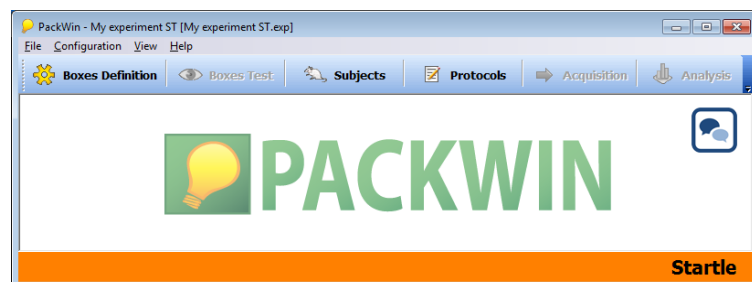 PackWin - My experiment ST [My experiment ST.exp]
File Configuration View Help
Boxes Definition Boxes Test Subjects Protocols Acquisition Analysis
PACKWIN
Startle